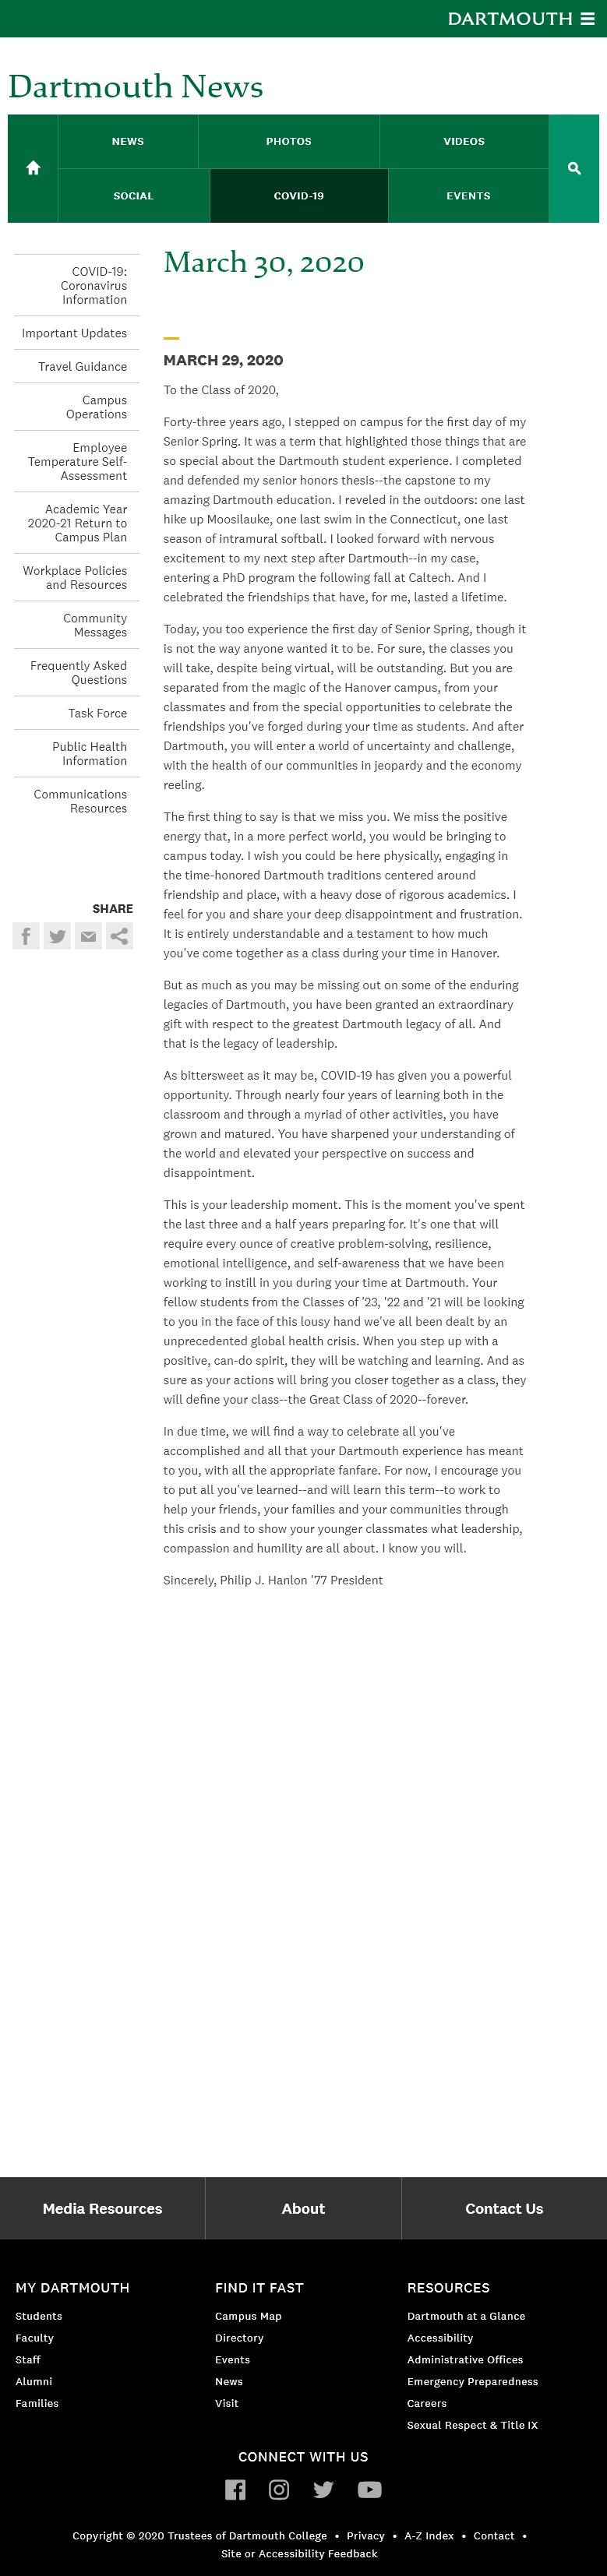 DARTMOUTH
Dartmouth News
NEWS
PHOTOS
VIDEOS
SOCIAL
COVID-19
EVENTS
COVID-19:
Coronavirus
Information
Important Updates
Travel Guidance
Campus
Operations
Employee
Temperature Self-
Assessment
Academic Year
2020-21 Return to
Campus Plan
Workplace Policies
and Resources
Community
Messages
Frequently Asked
Questions
Task Force
Public Health
Information
Communications
Resources
SHARE
March 30, 2020
MARCH 29, 2020
To the Class of 2020,
Forty-three years ago, I stepped on campus for the first day of my
Senior Spring. It was a term that highlighted those things that are
so special about the Dartmouth student experience. I completed
and defended my senior honors thesis--the capstone to my
amazing Dartmouth education. I reveled in the outdoors: one last
hike up Moosilauke, one last swim in the Connecticut, one last
season of intramural softball. I looked forward with nervous
excitement to my next step after Dartmouth--in my case,
entering a PhD program the following fall at Caltech. And I
celebrated the friendships that have, for me, lasted a lifetime.
Today, you too experience the first day of Senior Spring, though it
is not the way anyone wanted it to be. For sure, the classes you
will take, despite being virtual, will be outstanding. But you are
separated from the magic of the Hanover campus, from your
classmates and from the special opportunities to celebrate the
friendships you've forged during your time as students. And after
Dartmouth, you will enter a world of uncertainty and challenge,
with the health of our communities in jeopardy and the economy
reeling.
The first thing to say is that we miss you. We miss the positive
energy that, in a more perfect world, you would be bringing to
campus today. I wish you could be here physically, engaging in
the time-honored Dartmouth traditions centered around
friendship and place, with a heavy dose of rigorous academics. I
feel for you and share your deep disappointment and frustration.
It is entirely understandable and a testament to how much
you've come together as a class during your time in Hanover.
But as much as you may be missing out on some of the enduring
legacies of Dartmouth, you have been granted an extraordinary
gift with respect to the greatest Dartmouth legacy of all. And
that is the legacy of leadership.
As bittersweet as it may be, COVID-19 has given you a powerful
opportunity. Through nearly four years of learning both in the
classroom and through a myriad of other activities, you have
grown and matured. You have sharpened your understanding of
the world and elevated your perspective on success and
disappointment.
This is your leadership moment. This is the moment you've spent
the last three and a half years preparing for. It's one that will
require every ounce of creative problem-solving, resilience,
emotional intelligence, and self-awareness that we have been
working to instill in you during your time at Dartmouth. Your
fellow students from the Classes of '23, '22 and '21 will be looking
to you in the face of this lousy hand we've all been dealt by an
unprecedented global health crisis. When you step up with a
positive, can-do spirit, they will be watching and learning. And as
sure as your actions will bring you closer together as a class, they
will define your class--the Great Class of 2020--forever.
In due time, we will find a way to celebrate all you've
accomplished and all that your Dartmouth experience has meant
to you, with all the appropriate fanfare. For now, I encourage you
to put all you've learned--and will learn this term--to work to
help your friends, your families and your communities through
this crisis and to show your younger classmates what leadership,
compassion and humility are all about. I know you will.
Sincerely, Philip J. Hanlon '77 President
Media Resources
About
Contact Us
MY DARTMOUTH
Students
Faculty
Staff
Alumni
Families
FIND IT FAST
Campus Map
Directory
Events
News
Visit
RESOURCES
Dartmouth at a Glance
Accessibility
Administrative Offices
Emergency Preparedness
Careers
Sexual Respect & Title IX
CONNECT WITH US
Copyright © 2020 Trustees of Dartmouth College • Privacy • A-Z Index • Contact •
Site or Accessibility Feedback